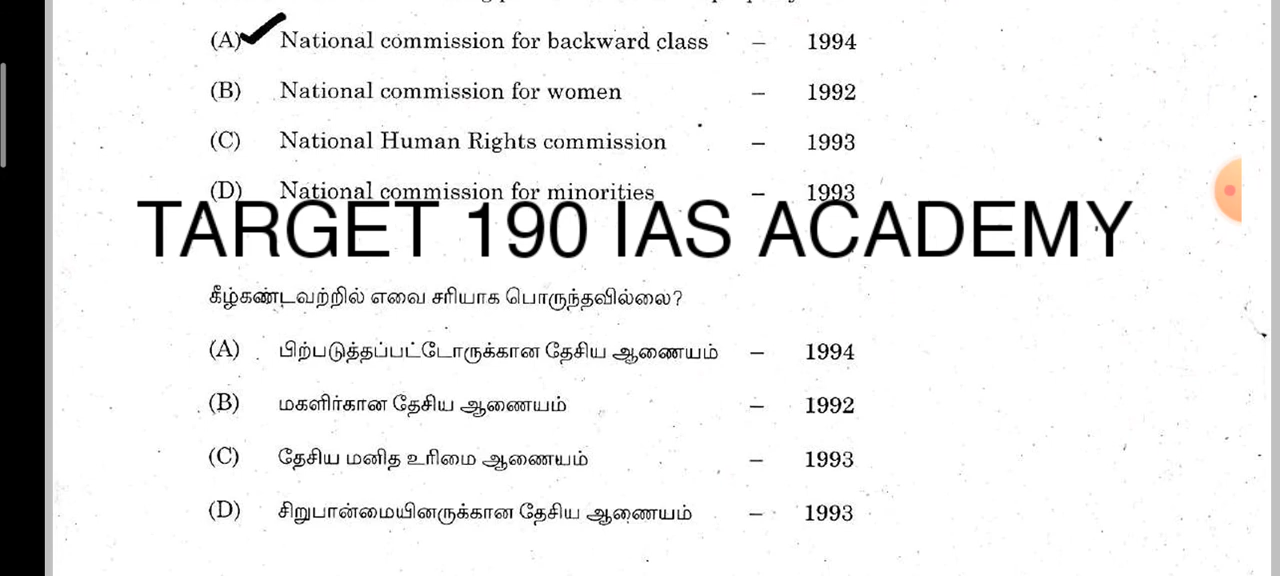 (A) National commission for backward class – 1994
(B) National commission for women – 1992
(C) National Human Rights commission – 1993
(D) National commission for minorities – 1993
TARGET 190 IAS ACADEMY
கீழ்கண்டவற்றில் எவை சரியாக பொருந்தவில்லை?
(A) பிற்படுத்தப்பட்டோருக்கான தேசிய ஆணையம் – 1994
(B) மகளிர்கான தேசிய ஆணையம் – 1992
(C) தேசிய மனித உரிமை ஆணையம் – 1993
(D) சிறுபான்மையினருக்கான தேசிய ஆணையம் – 1993